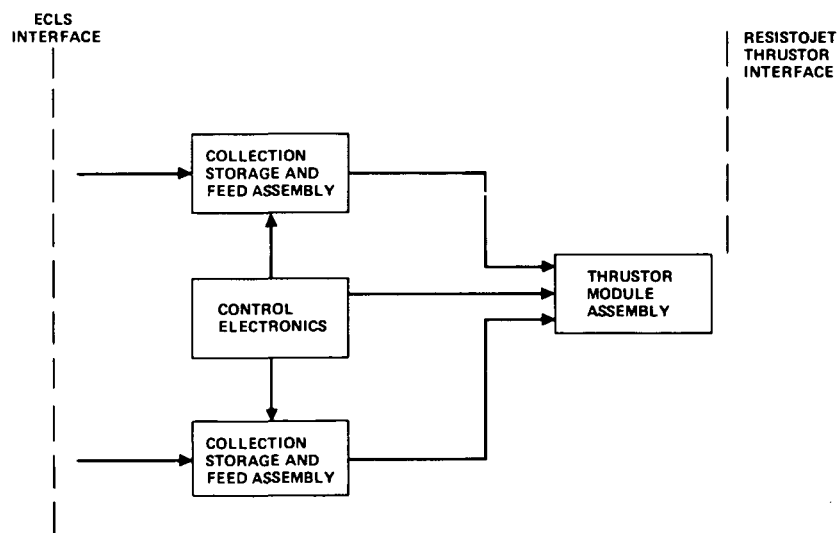 ECLS
INTERFACE
RESISTOJET
THRUSTOR
INTERFACE
COLLECTION
STORAGE AND
FEED ASSEMBLY
CONTROL
ELECTRONICS
THRUSTOR
MODULE
ASSEMBLY
COLLECTION
STORAGE AND
FEED ASSEMBLY